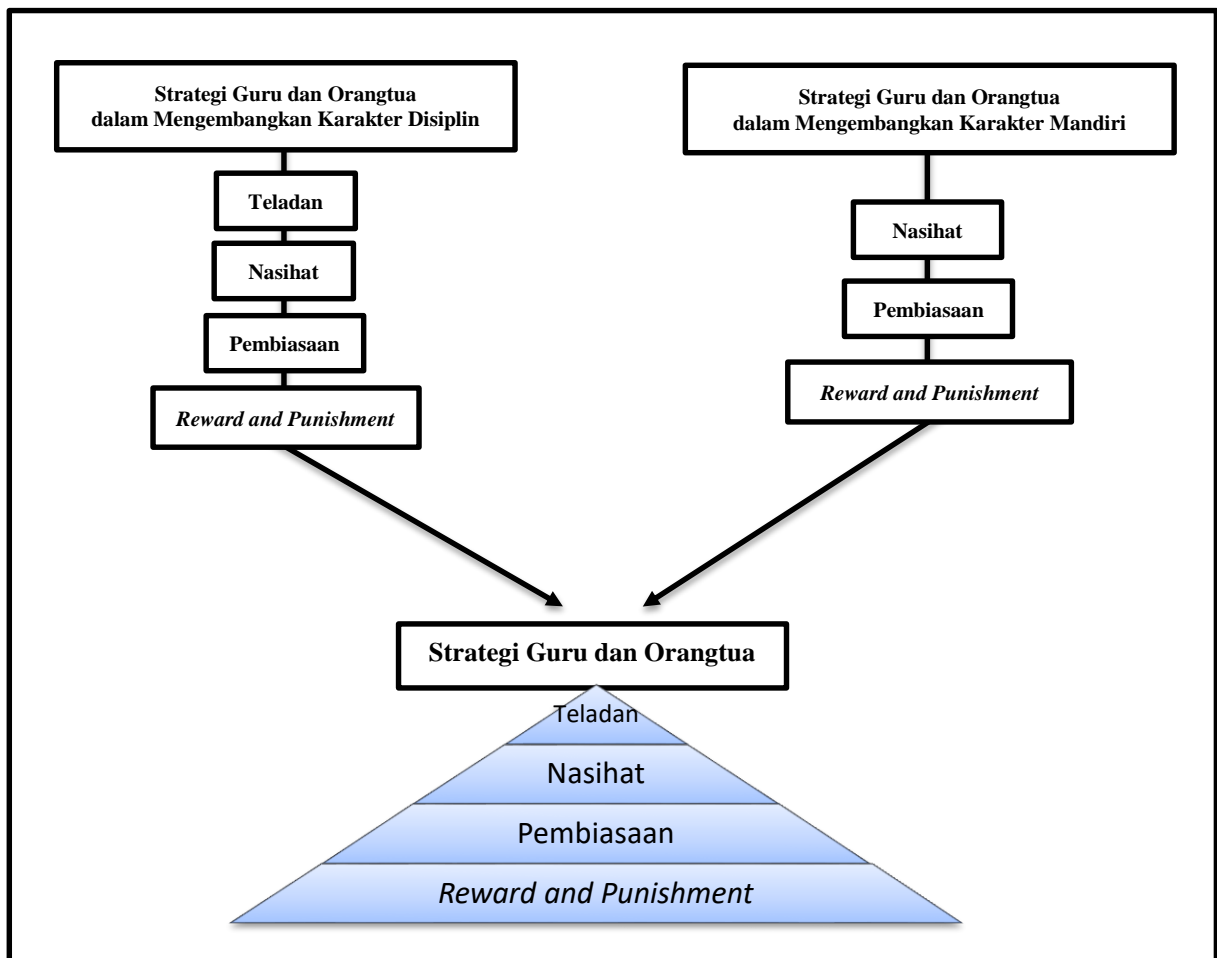 Strategi Guru dan Orangtua
dalam Mengembangkan Karakter Disiplin
Teladan
Nasihat
Pembiasaan
Reward and Punishment
Strategi Guru dan Orangtua
dalam Mengembangkan Karakter Mandiri
Nasihat
Pembiasaan
Reward and Punishment
Strategi Guru dan Orangtua
Teladan
Nasihat
Pembiasaan
Reward and Punishment